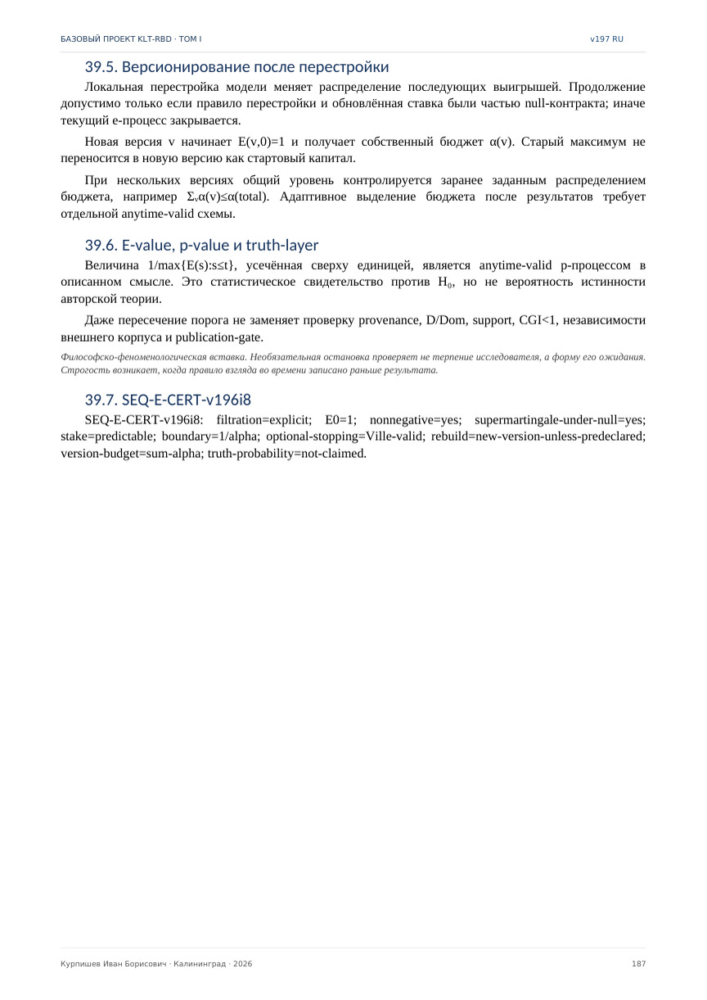 БАЗОВЫЙ ПРОЕКТ KLT-RBD · ТОМ I
v197 RU
39.5. Версионирование после перестройки
Локальная перестройка модели меняет распределение последующих выигрышей. Продолжение
допустимо только если правило перестройки и обновлённая ставка были частью null-контракта; иначе
текущий e-процесс закрывается.
Новая версия v начинает E(v,0)=1 и получает собственный бюджет α(v). Старый максимум не
переносится в новую версию как стартовый капитал.
При нескольких версиях общий уровень контролируется заранее заданным распределением
бюджета, например Σᵥα(v)≤α(total). Адаптивное выделение бюджета после результатов требует
отдельной anytime-valid схемы.
39.6. E-value, p-value и truth-layer
Величина 1/max{E(s):s≤t}, усечённая сверху единицей, является anytime-valid p-процессом в
описанном смысле. Это статистическое свидетельство против H₀, но не вероятность истинности
авторской теории.
Даже пересечение порога не заменяет проверку provenance, D/Dom, support, CGI<1, независимости
внешнего корпуса и publication-gate.
Философско-феноменологическая вставка. Необязательная остановка проверяет не терпение исследователя, а форму его ожидания.
Строгость возникает, когда правило взгляда во времени записано раньше результата.
39.7. SEQ-E-CERT-v196i8
SEQ-E-CERT-v196i8: filtration=explicit; E0=1; nonnegative=yes; supermartingale-under-null=yes;
stake=predictable; boundary=1/alpha; optional-stopping=Ville-valid; rebuild=new-version-unless-predeclared;
version-budget=sum-alpha; truth-probability=not-claimed.
Курпишев Иван Борисович · Калининград · 2026
187